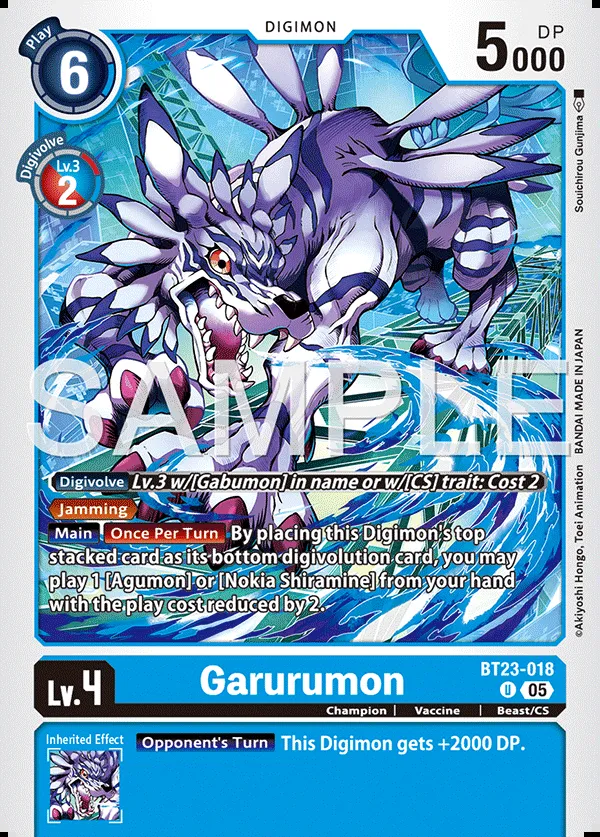 DIGIMON
Play
6
5000
DP
Digivolve
Lv.3
2
Souichirou Gunjima
SAMPLE
©Akiyoshi Hongo, Toei Animation BANDAI MADE IN JAPAN
Digivolve Lv.3 w/[Gabumon] in name or w/[CS] trait: Cost 2
Jamming
Main Once Per Turn By placing this Digimon's top
stacked card as its bottom digivolution card, you may
play 1 [Agumon] or [Nokia Shiramine] from your hand
with the play cost reduced by 2.
Lv.4
Garurumon
BT23-018
U 05
Champion | Vaccine | Beast/CS
Inherited Effect
Opponent's Turn This Digimon gets +2000 DP.